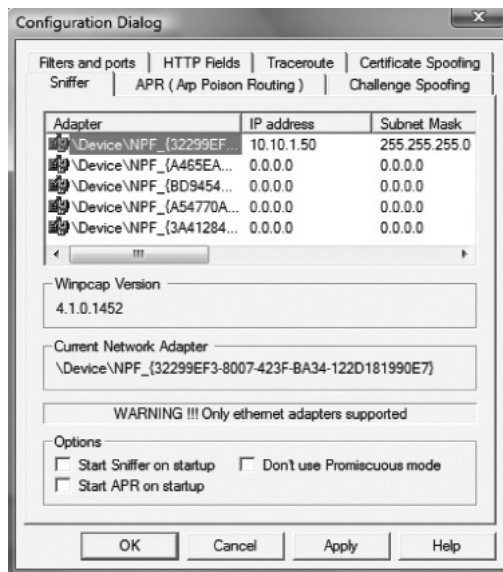 Configuration Dialog
Filters and ports HTTP Fields Traceroute Certificate Spoofing
Sniffer APR ( Arp Poison Routing ) Challenge Spoofing
Adapter IP address Subnet Mask
\Device\NPF_{32299EF... 10.10.1.50 255.255.255.0
\Device\NPF_{A465EA... 0.0.0.0 0.0.0.0
\Device\NPF_{BD9454... 0.0.0.0 0.0.0.0
\Device\NPF_{A54770A... 0.0.0.0 0.0.0.0
\Device\NPF_{3A41284... 0.0.0.0 0.0.0.0
Winpcap Version
4.1.0.1452
Current Network Adapter
\Device\NPF_{32299EF3-8007-423F-BA34-122D181990E7}
WARNING !!! Only ethernet adapters supported
Options
Start Sniffer on startup Don't use Promiscuous mode
Start APR on startup
OK Cancel Apply Help